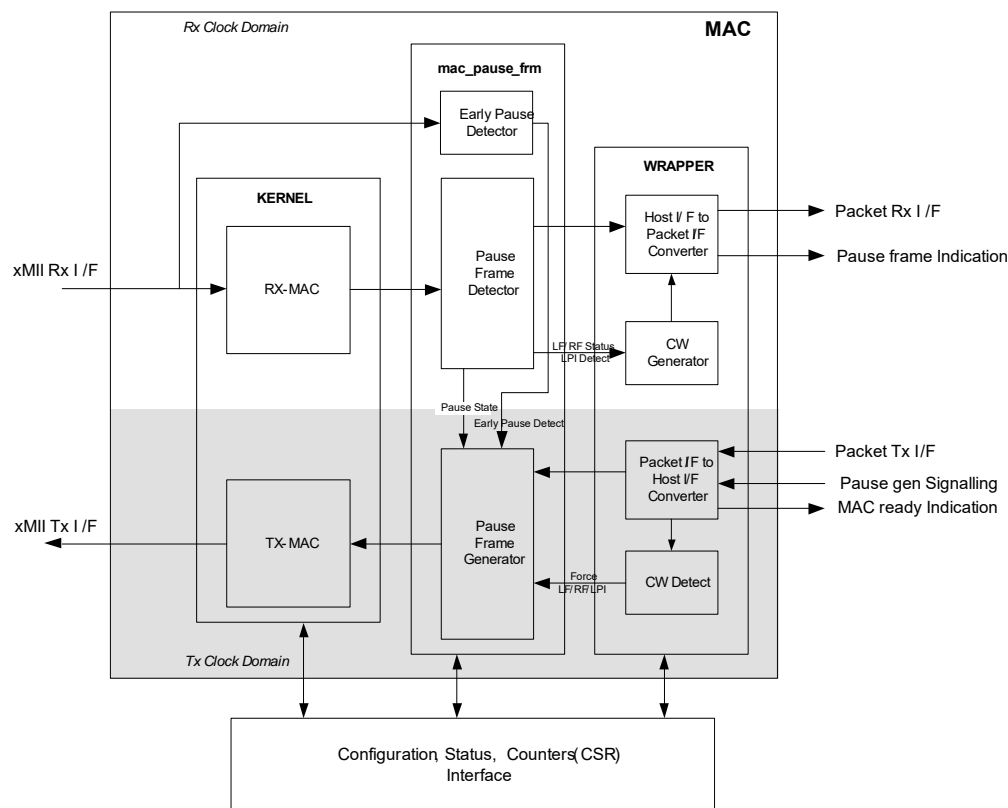 Rx Clock Domain
MAC
mac_pause_frm
Early Pause
Detector
WRAPPER
KERNEL
Host I/ F to
Packet I/F
Converter
Packet Rx I /F
Pause frame Indication
xMII Rx I /F
RX-MAC
Pause
Frame
Detector
LF/ RF Status
LPI Detect
CW
Generator
Pause State
Early Pause Detect
Packet I/F to
Host I/F
Converter
Packet Tx I/F
Pause gen Signalling
MAC ready Indication
xMII Tx I /F
TX-MAC
Pause
Frame
Generator
Force
LF/ RF/ LPI
CW Detect
Tx Clock Domain
Configuration, Status, Counters( CSR)
Interface